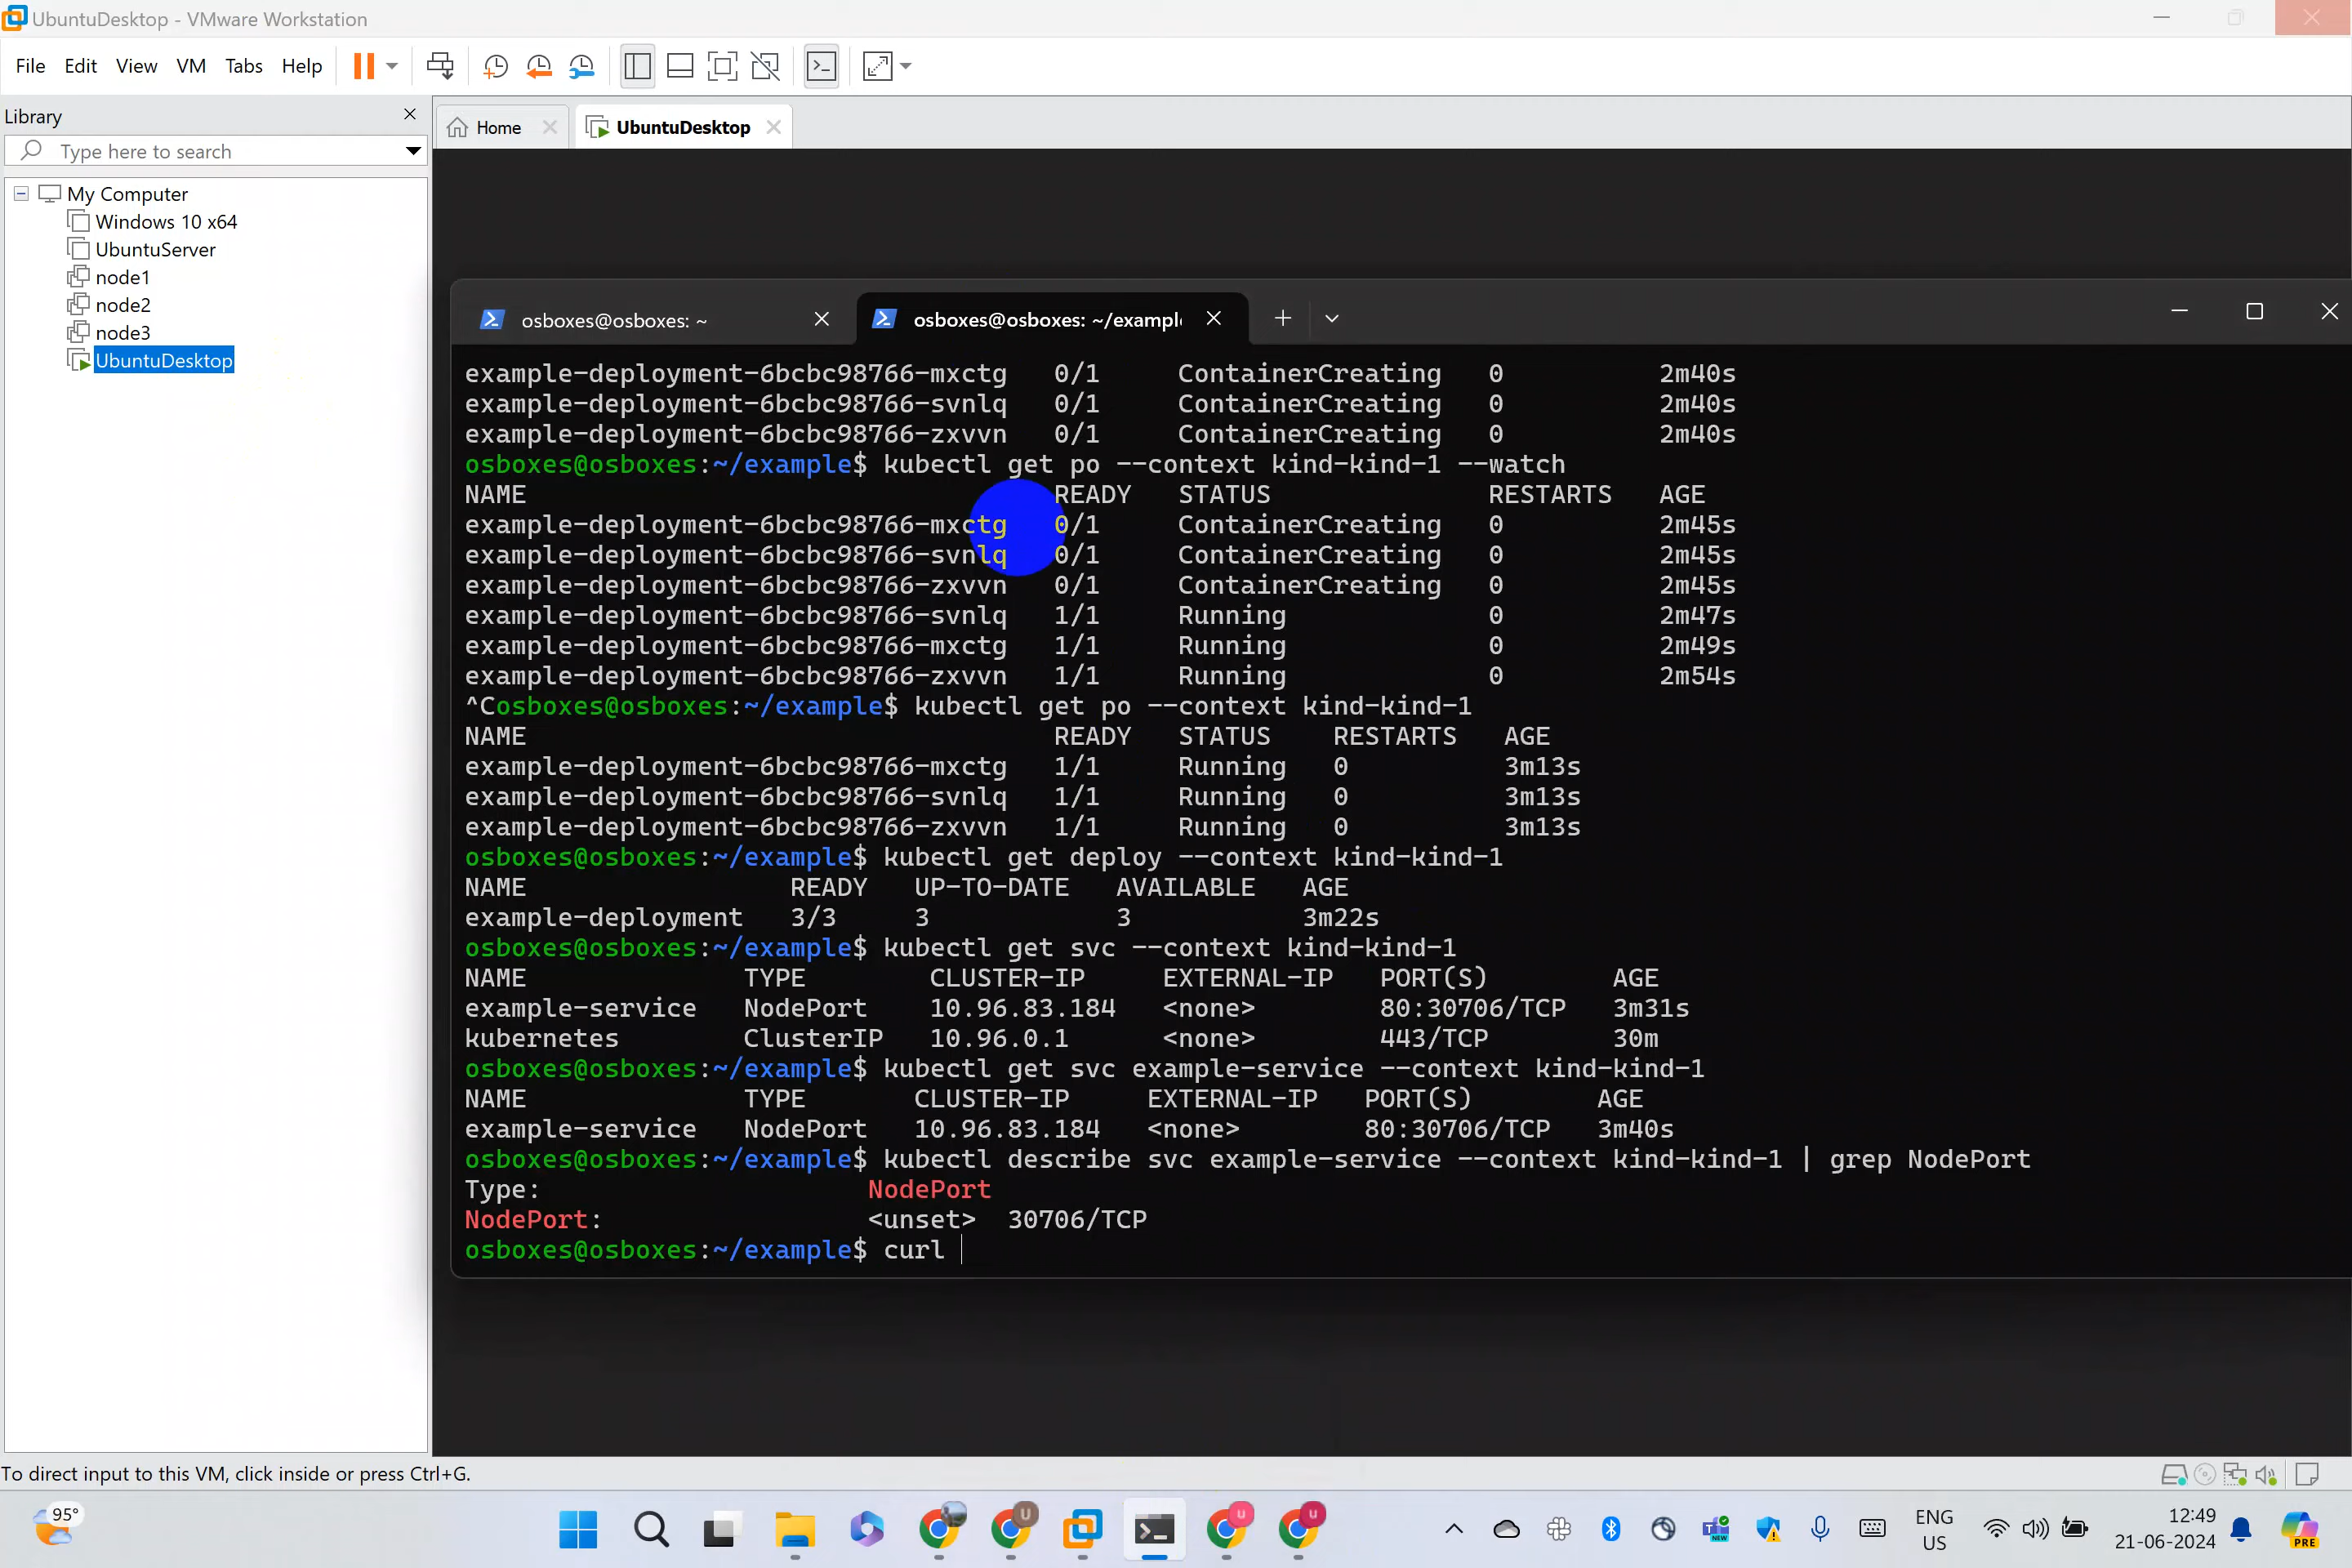 UbuntuDesktop - VMware Workstation
File Edit View VM Tabs Help
Library
Type here to search
My Computer
Windows 10 x64
UbuntuServer
node1
node2
node3
UbuntuDesktop
Home UbuntuDesktop
osboxes@osboxes: ~ osboxes@osboxes: ~/exampl
example-deployment-6bcbc98766-mxctg 0/1 ContainerCreating 0 2m40s
example-deployment-6bcbc98766-svnlq 0/1 ContainerCreating 0 2m40s
example-deployment-6bcbc98766-zxvvn 0/1 ContainerCreating 0 2m40s
osboxes@osboxes:~/example$ kubectl get po --context kind-kind-1 --watch
NAME READY STATUS RESTARTS AGE
example-deployment-6bcbc98766-mxctg 0/1 ContainerCreating 0 2m45s
example-deployment-6bcbc98766-svnlq 0/1 ContainerCreating 0 2m45s
example-deployment-6bcbc98766-zxvvn 0/1 ContainerCreating 0 2m45s
example-deployment-6bcbc98766-svnlq 1/1 Running 0 2m47s
example-deployment-6bcbc98766-mxctg 1/1 Running 0 2m49s
example-deployment-6bcbc98766-zxvvn 1/1 Running 0 2m54s
^Cosboxes@osboxes:~/example$ kubectl get po --context kind-kind-1
NAME READY STATUS RESTARTS AGE
example-deployment-6bcbc98766-mxctg 1/1 Running 0 3m13s
example-deployment-6bcbc98766-svnlq 1/1 Running 0 3m13s
example-deployment-6bcbc98766-zxvvn 1/1 Running 0 3m13s
osboxes@osboxes:~/example$ kubectl get deploy --context kind-kind-1
NAME READY UP-TO-DATE AVAILABLE AGE
example-deployment 3/3 3 3 3m22s
osboxes@osboxes:~/example$ kubectl get svc --context kind-kind-1
NAME TYPE CLUSTER-IP EXTERNAL-IP PORT(S) AGE
example-service NodePort 10.96.83.184 <none> 80:30706/TCP 3m31s
kubernetes ClusterIP 10.96.0.1 <none> 443/TCP 30m
osboxes@osboxes:~/example$ kubectl get svc example-service --context kind-kind-1
NAME TYPE CLUSTER-IP EXTERNAL-IP PORT(S) AGE
example-service NodePort 10.96.83.184 <none> 80:30706/TCP 3m40s
osboxes@osboxes:~/example$ kubectl describe svc example-service --context kind-kind-1 | grep NodePort
Type: NodePort
NodePort: <unset> 30706/TCP
osboxes@osboxes:~/example$ curl
To direct input to this VM, click inside or press Ctrl+G.
95°
U
u
u
NEW
ENG
US
12:49
21-06-2024
PRE